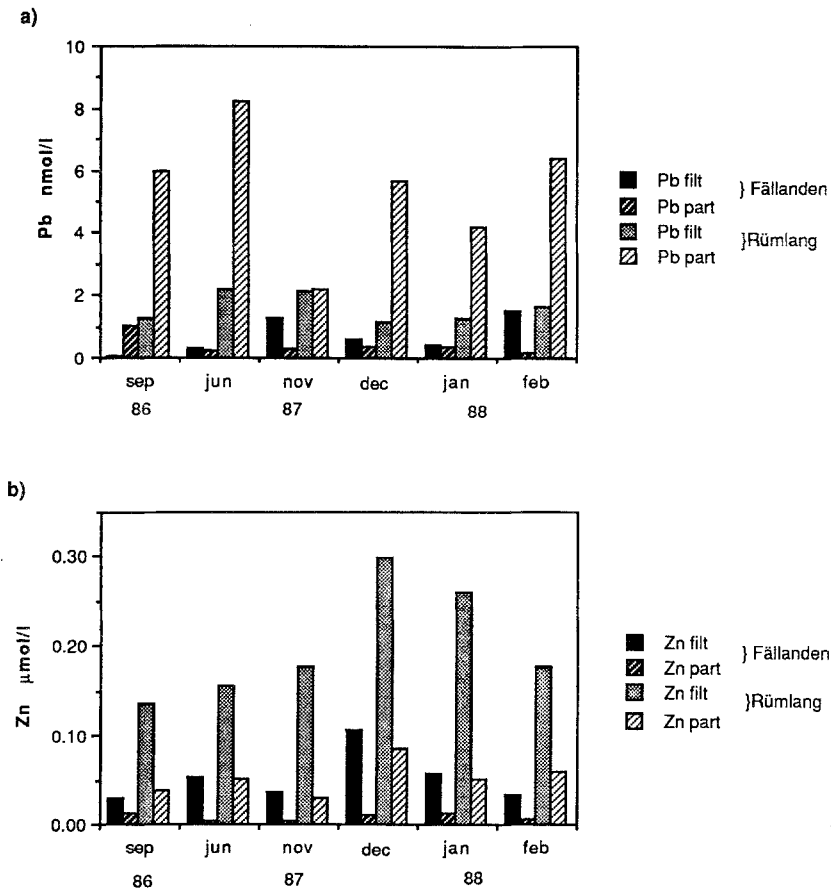 a)
10
8
6
4
2
0
Pb nmol/l
sep jun nov dec jan feb
86 87 88
Pb filt
Pb part
} Fällanden
Pb filt
Pb part
}Rümlang
b)
0.30
0.20
0.10
0.00
Zn µmol/l
sep jun nov dec jan feb
86 87 88
Zn filt
Zn part
} Fällanden
Zn filt
Zn part
}Rümlang